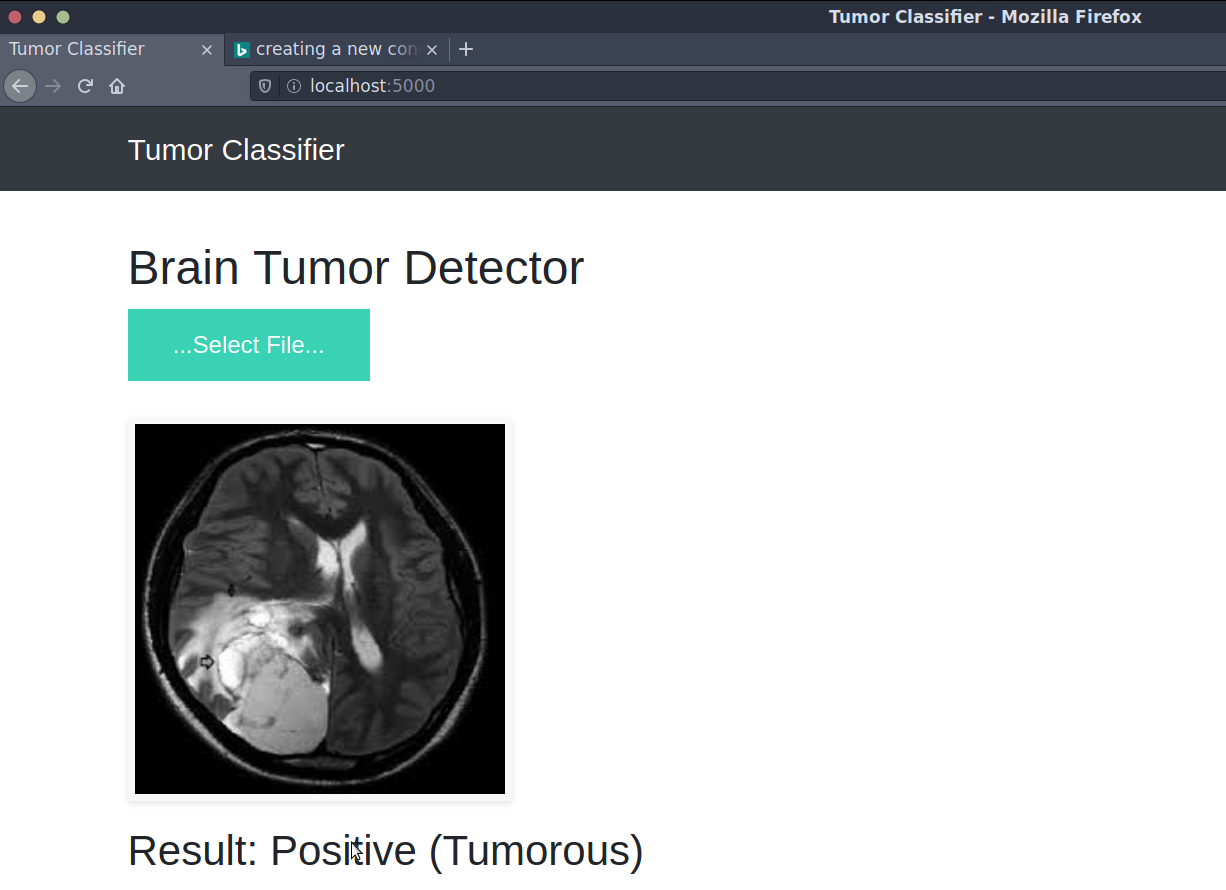 Tumor Classifier - Mozilla Firefox
Tumor Classifier
creating a new con
localhost:5000
Tumor Classifier
Brain Tumor Detector
...Select File...
Result: Positive (Tumorous)